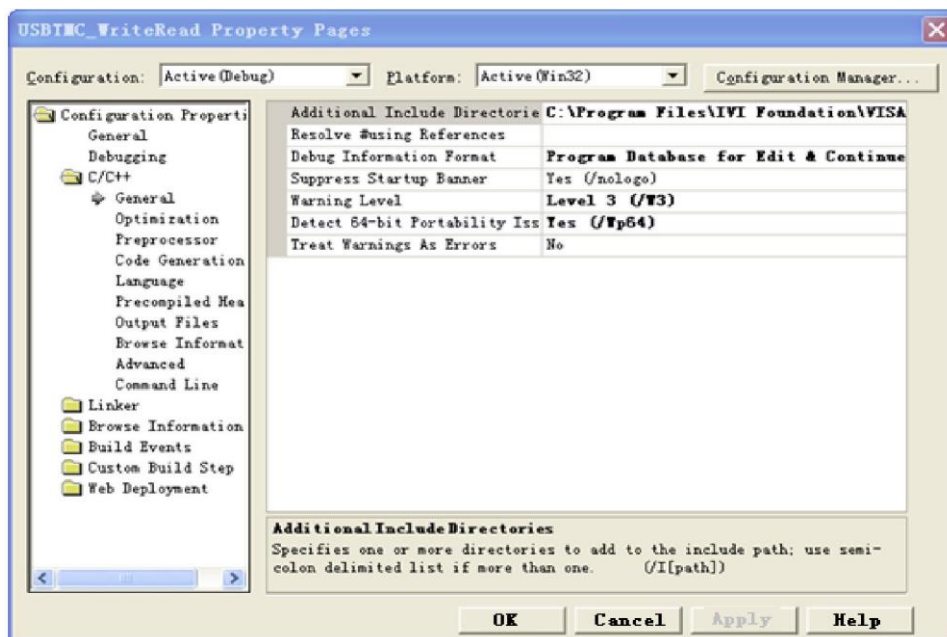 USBTMC_WriteRead Property Pages
Configuration: Active(Debug) Platform: Active(Win32) Configuration Manager...
Configuration Properti
General
Debugging
C/C++
General
Optimization
Preprocessor
Code Generation
Language
Precompiled Hea
Output Files
Browse Informat
Advanced
Command Line
Linker
Browse Information
Build Events
Custom Build Step
Web Deployment
Additional Include Directorie C:\Program Files\IVI Foundation\VISA
Resolve #using References
Debug Information Format Program Database for Edit & Continue
Suppress Startup Banner Yes (/nologo)
Warning Level Level 3 (/W3)
Detect 64-bit Portability Iss Yes (/Wp64)
Treat Warnings As Errors No
Additional Include Directories
Specifies one or more directories to add to the include path; use semi-
colon delimited list if more than one. (/I[path])
OK Cancel Apply Help